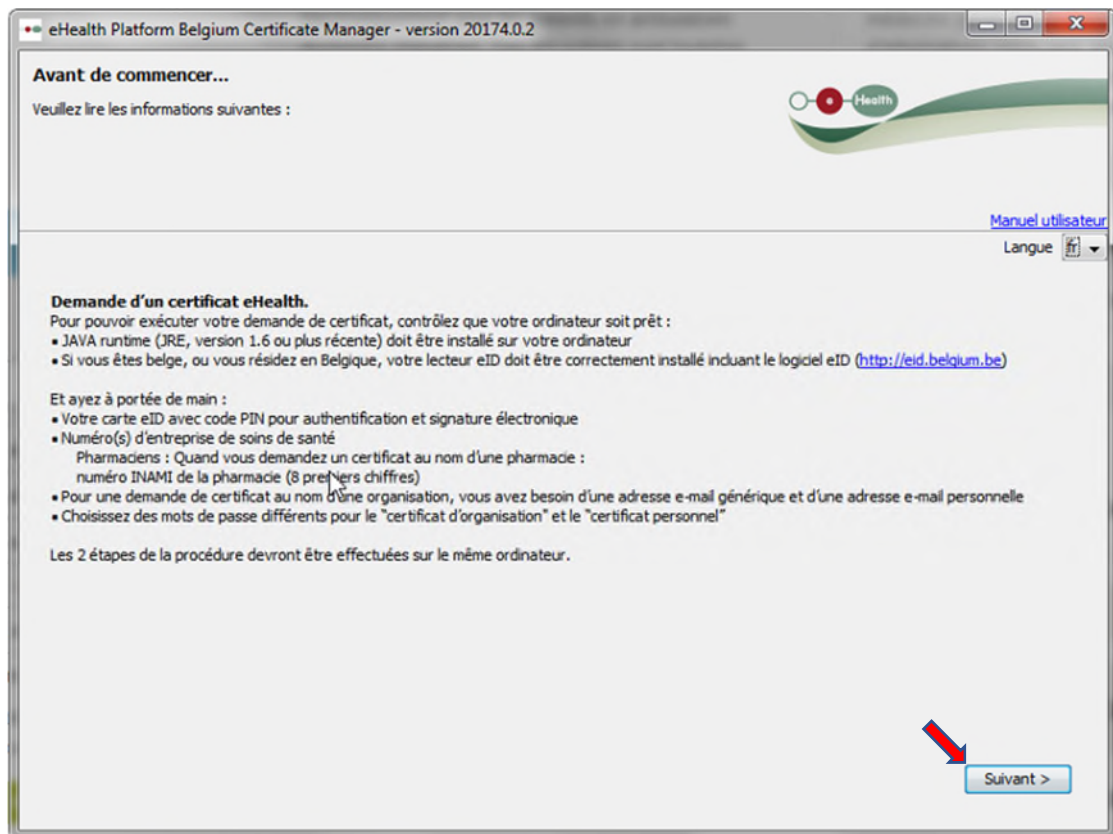 eHealth Platform Belgium Certificate Manager - version 20174.0.2
Avant de commencer...
Veuillez lire les informations suivantes :
e Health
Manuel utilisateur
Langue fr
Demande d'un certificat eHealth.
Pour pouvoir exécuter votre demande de certificat, contrôlez que votre ordinateur soit prêt :
▪ JAVA runtime (JRE, version 1.6 ou plus récente) doit être installé sur votre ordinateur
▪ Si vous êtes belge, ou vous résidez en Belgique, votre lecteur eID doit être correctement installé incluant le logiciel eID (http://eid.belgium.be)
Et ayez à portée de main :
▪ Votre carte eID avec code PIN pour authentification et signature électronique
▪ Numéro(s) d'entreprise de soins de santé
Pharmaciens : Quand vous demandez un certificat au nom d'une pharmacie :
numéro INAMI de la pharmacie (8 premiers chiffres)
▪ Pour une demande de certificat au nom d'une organisation, vous avez besoin d'une adresse e-mail générique et d'une adresse e-mail personnelle
▪ Choisissez des mots de passe différents pour le "certificat d'organisation" et le "certificat personnel"
Les 2 étapes de la procédure devront être effectuées sur le même ordinateur.
Suivant >